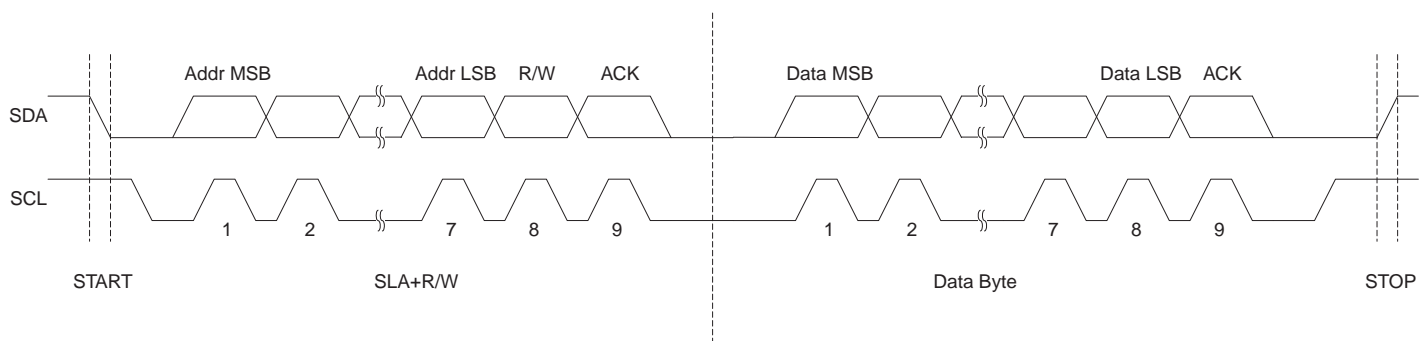 Addr MSB Addr LSB R/W ACK Data MSB Data LSB ACK
SDA
SCL
1 2 7 8 9 1 2 7 8 9
START SLA+R/W Data Byte STOP